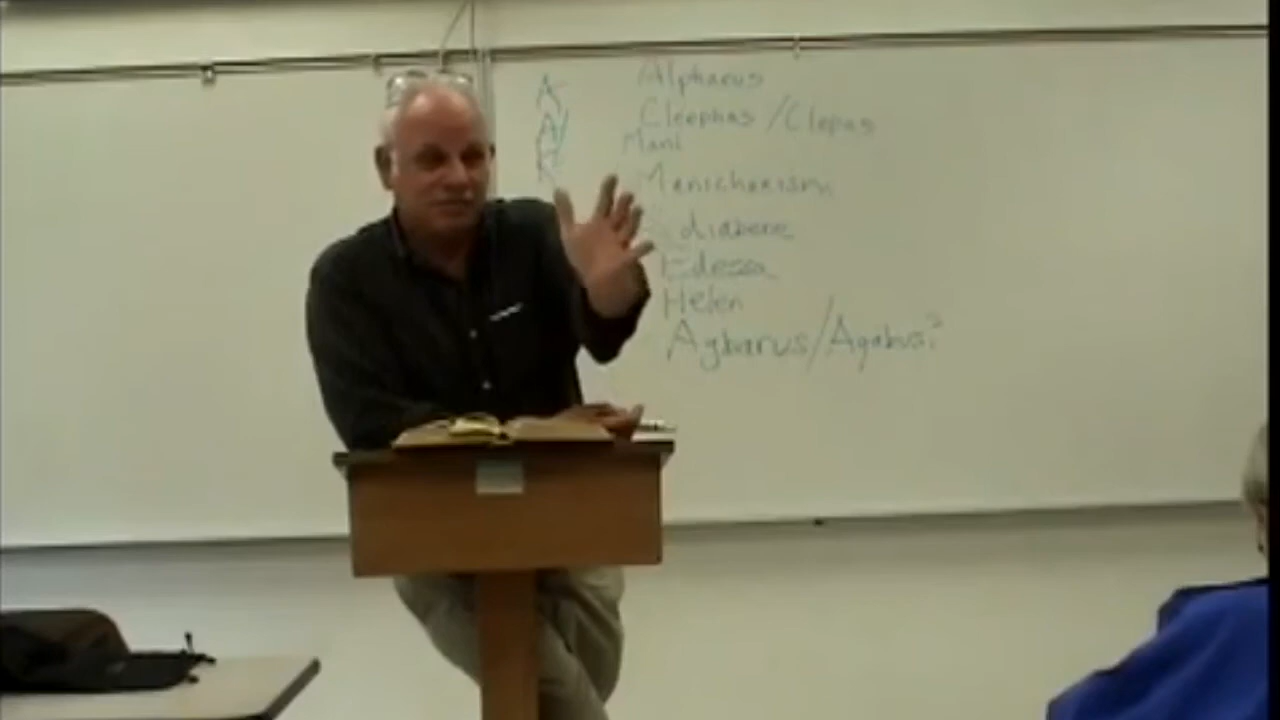 A
Alphaeus
A
Cleophas / Clopas
Mani
Manichaeism
Adiabene
Edessa
Helen
Agbarus/Agabus?